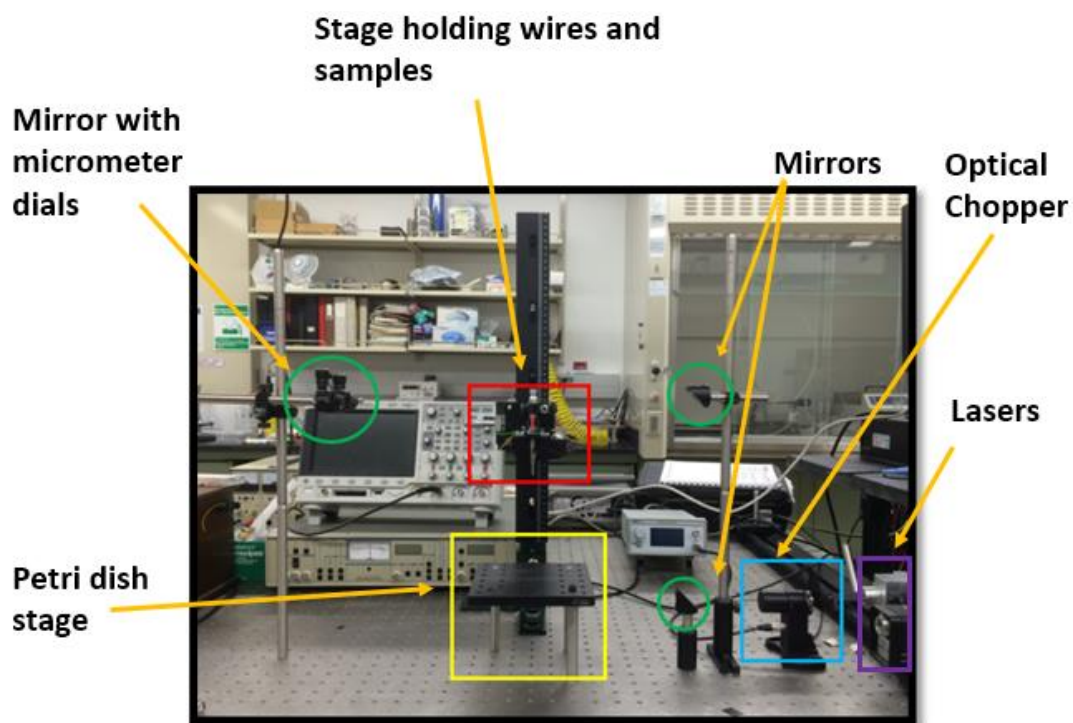 Stage holding wires and
samples
Mirror with
micrometer
dials
Mirrors
Optical
Chopper
Lasers
Petri dish
stage